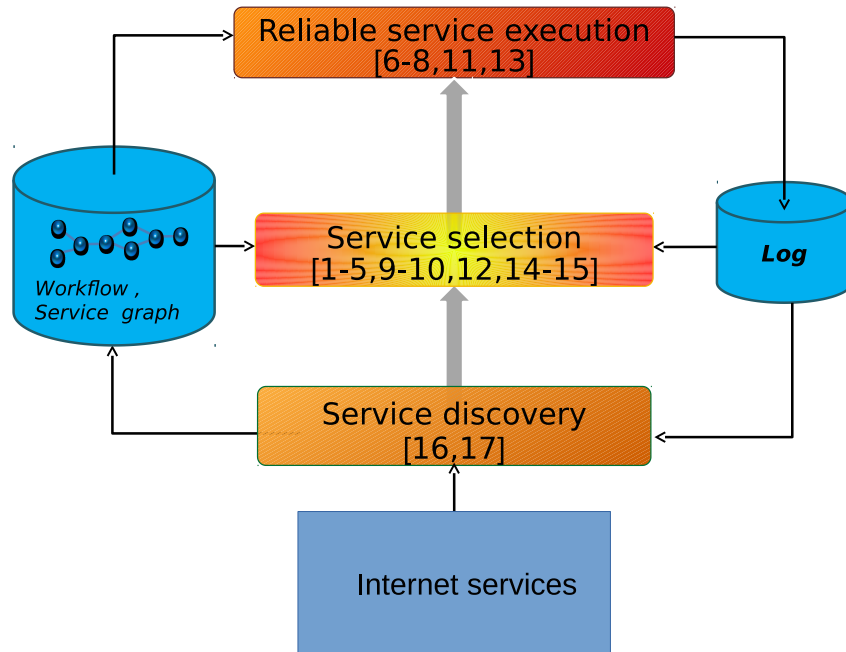 Reliable service execution
[6-8,11,13]
Service selection
[1-5,9-10,12,14-15]
Workflow ,
Service graph
Log
Service discovery
[16,17]
Internet services